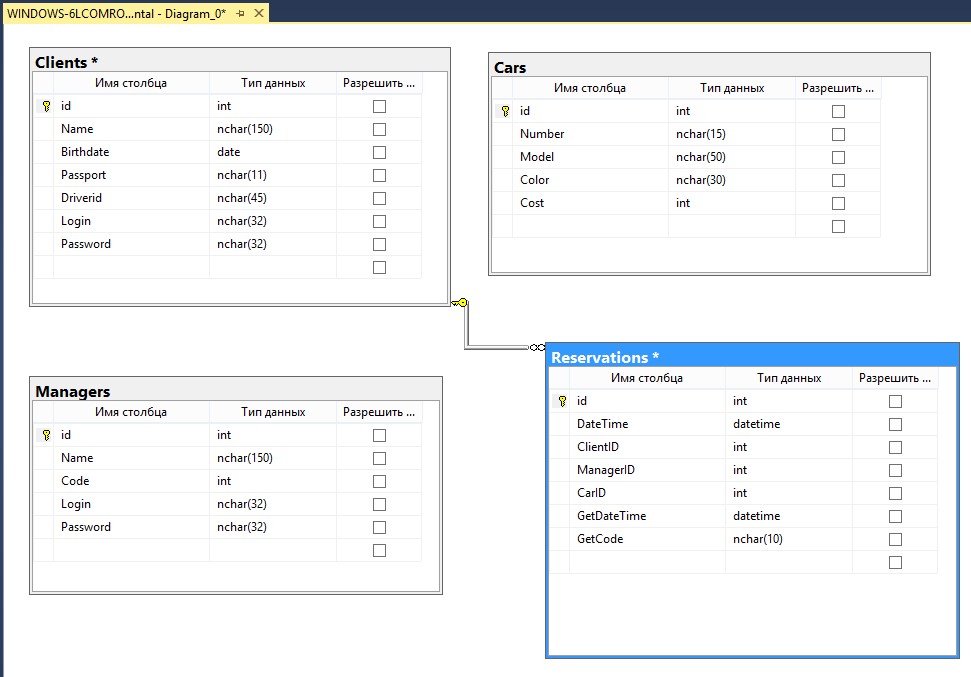 WINDOWS-6LCOMRO...ntal - Diagram_0*
Clients *
Имя столбца Тип данных Разрешить ...
id int
Name nchar(150)
Birthdate date
Passport nchar(11)
Driverid nchar(45)
Login nchar(32)
Password nchar(32)
Cars
Имя столбца Тип данных Разрешить ...
id int
Number nchar(15)
Model nchar(50)
Color nchar(30)
Cost int
Managers
Имя столбца Тип данных Разрешить ...
id int
Name nchar(150)
Code int
Login nchar(32)
Password nchar(32)
Reservations *
Имя столбца Тип данных Разрешить ...
id int
DateTime datetime
ClientID int
ManagerID int
CarID int
GetDateTime datetime
GetCode nchar(10)